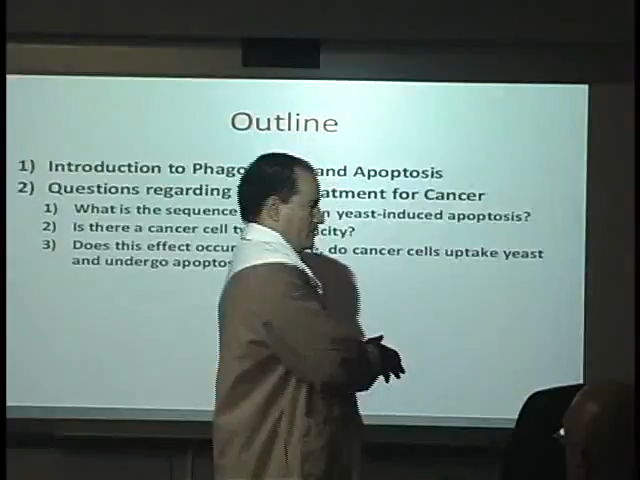 Outline
1) Introduction to Phago and Apoptosis
2) Questions regarding atment for Cancer
1) What is the sequence n yeast-induced apoptosis?
2) Is there a cancer cell ty city?
3) Does this effect occur do cancer cells uptake yeast
and undergo apoptos